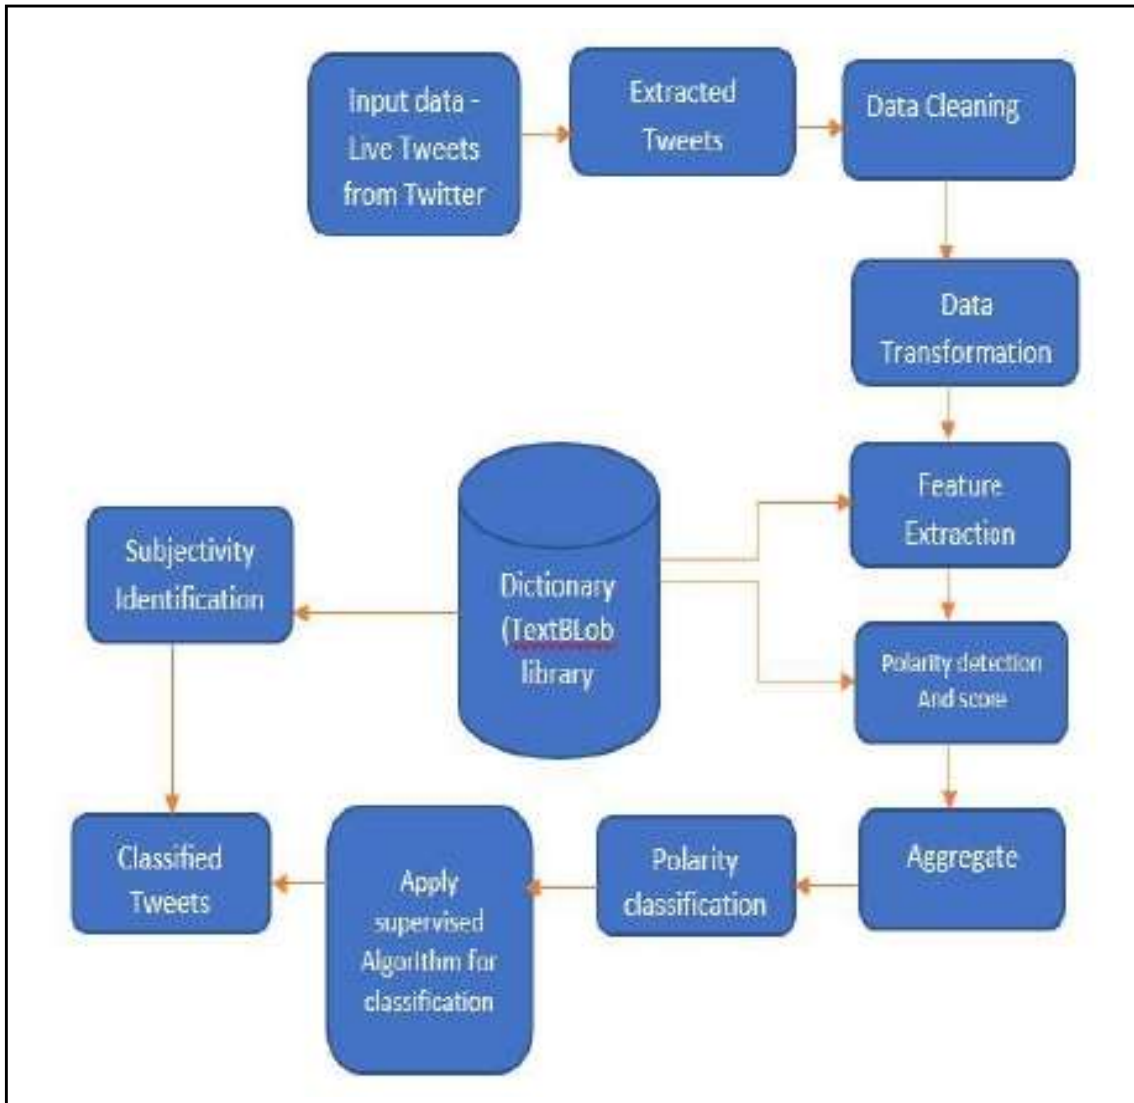 Input data -
Live Tweets
from Twitter
Extracted
Tweets
Data Cleaning
Data
Transformation
Feature
Extraction
Dictionary
(TextBLob
library
Subjectivity
Identification
Polarity detection
And score
Aggregate
Polarity
classification
Apply
supervised
Algorithm for
classification
Classified
Tweets